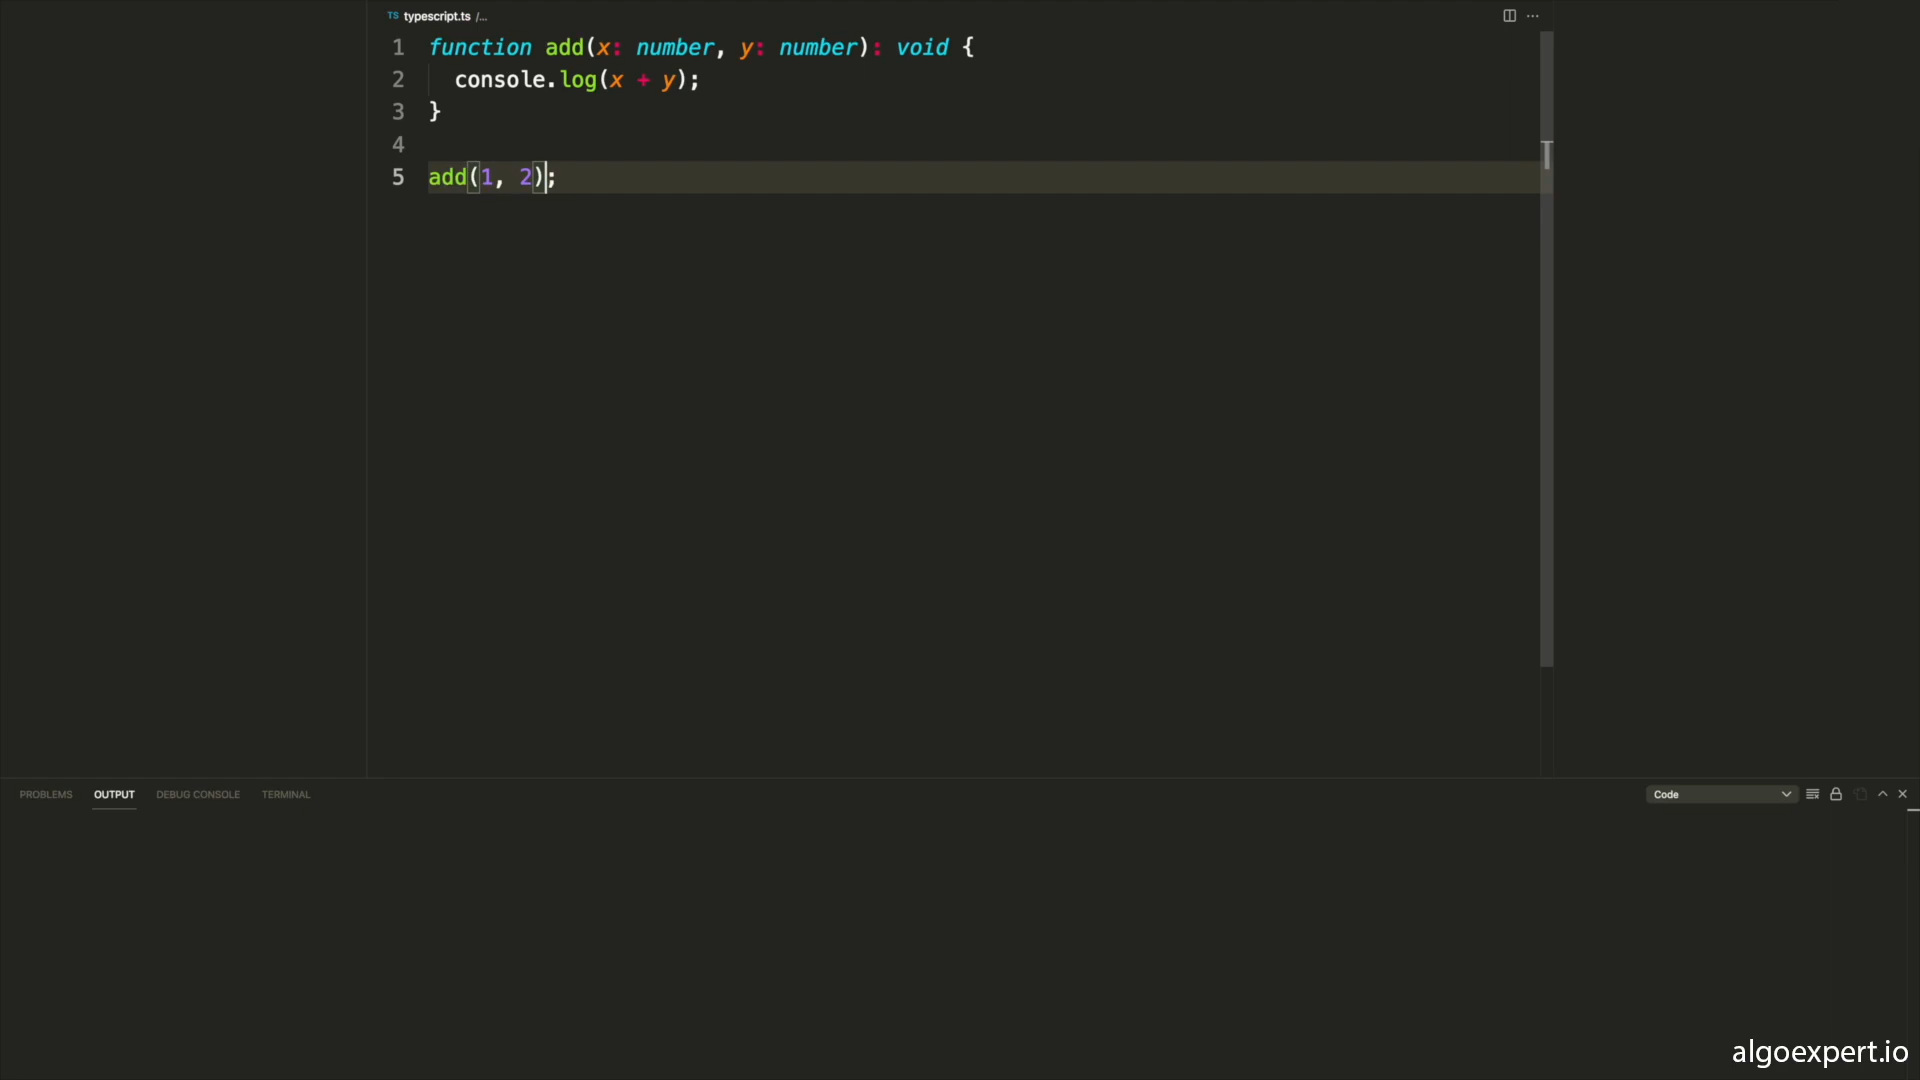 TS typescript.ts /...
1 function add(x: number, y: number): void {
2   console.log(x + y);
3 }
4
5 add(1, 2);
PROBLEMS OUTPUT DEBUG CONSOLE TERMINAL Code
algoexpert.io